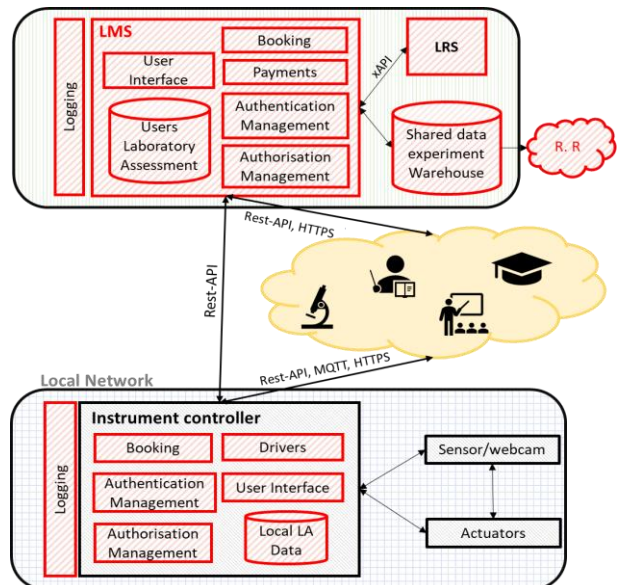 LMS
Logging
User
Interface
Users
Laboratory
Assessment
Booking
Payments
Authentication
Management
Authorisation
Management
xAPI
LRS
Shared data
experiment
Warehouse
R. R
Rest-API, HTTPS
Rest-API
Rest-API, MQTT, HTTPS
Local Network
Logging
Instrument controller
Booking
Drivers
Authentication
Management
User Interface
Authorisation
Management
Local LA
Data
Sensor/webcam
Actuators